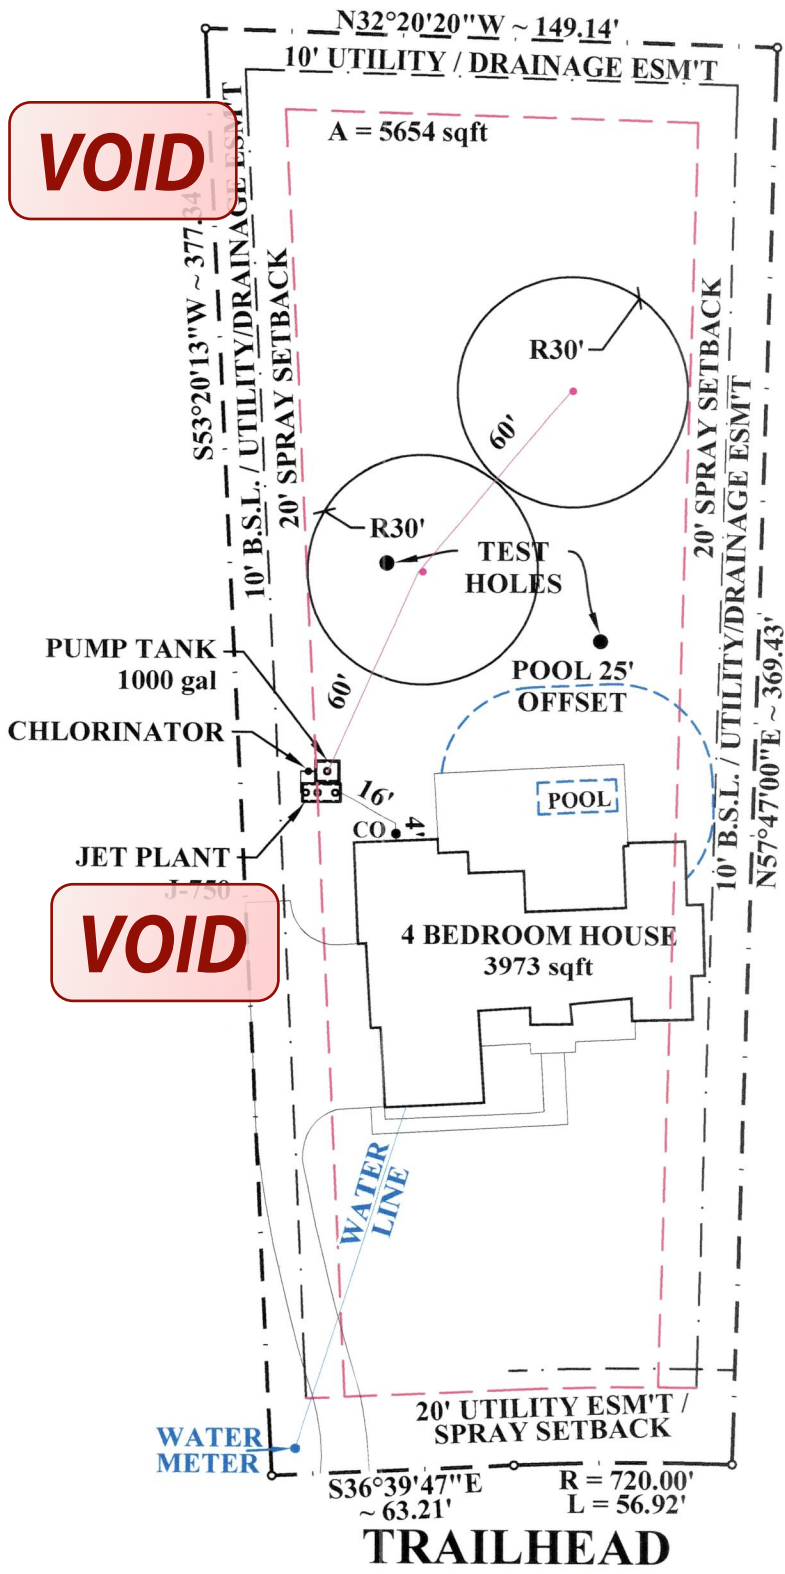 N32°20'20"W ~ 149.14'
10' UTILITY / DRAINAGE ESM'T
A = 5654 sqft
VOID
S53°20'13"W ~ 377.34
10' B.S.L. / UTILITY/DRAINAGE ESM'T
20' SPRAY SETBACK
R30'
60'
20' SPRAY SETBACK
10' B.S.L. / UTILITY/DRAINAGE ESM'T
N57°47'00"E ~ 369.43'
R30'
TEST
HOLES
60'
PUMP TANK
1000 gal
POOL 25'
OFFSET
CHLORINATOR
16'
POOL
CO
4'
JET PLANT
J-750
VOID
4 BEDROOM HOUSE
3973 sqft
WATER
LINE
20' UTILITY ESM'T /
SPRAY SETBACK
WATER
METER
S36°39'47"E
~ 63.21'
R = 720.00'
L = 56.92'
TRAILHEAD